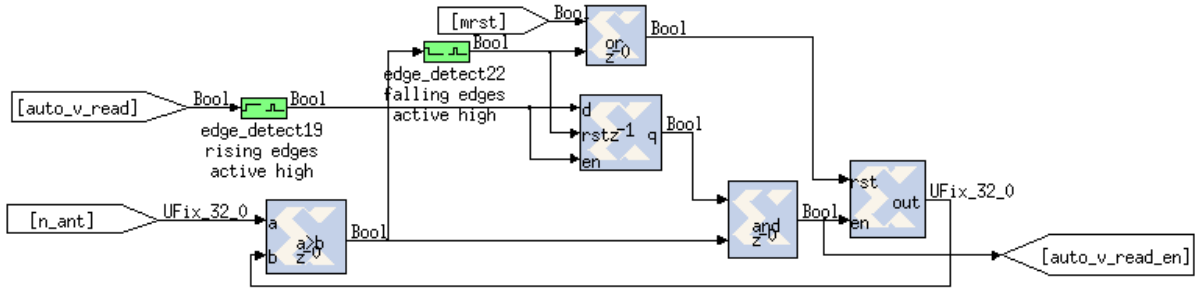 [mrst]
Bool
or
z-0
Bool
Bool
edge_detect22
falling edges
active high
[auto_v_read]
Bool
Bool
edge_detect19
rising edges
active high
d
rst
en
z-1
q
Bool
[n_ant]
UFix_32_0
a
b
a>b
z-0
Bool
and
z-0
Bool
rst
en
out
UFix_32_0
[auto_v_read_en]